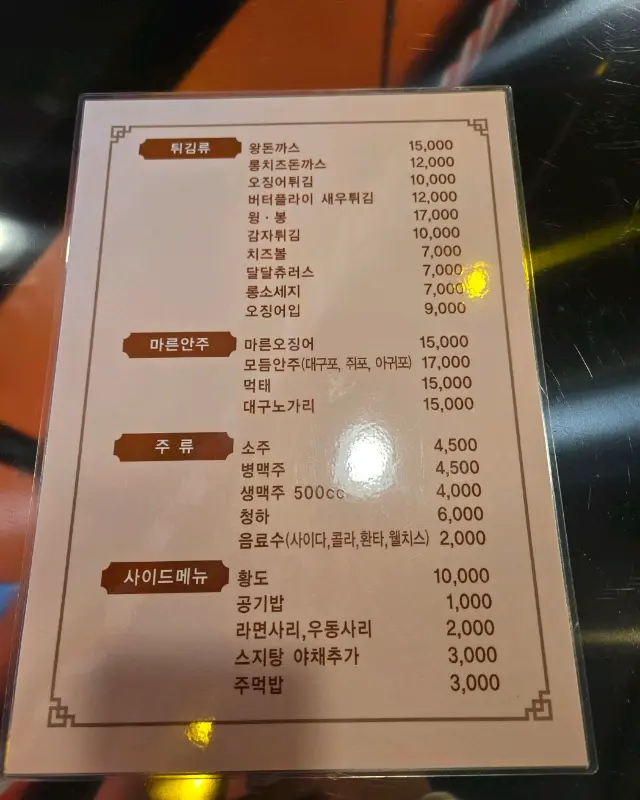 튀김류 왕돈까스 15,000
롱치즈돈까스 12,000
오징어튀김 10,000
버터플라이 새우튀김 12,000
윙·봉 17,000
감자튀김 10,000
치즈볼 7,000
달달츄러스 7,000
롱소세지 7,000
오징어입 9,000
마른안주 마른오징어 15,000
모듬안주(대구포, 쥐포, 아귀포) 17,000
먹태 15,000
대구노가리 15,000
주 류 소주 4,500
병맥주 4,500
생맥주 500cc 4,000
청하 6,000
음료수(사이다,콜라,환타,웰치스) 2,000
사이드메뉴 황도 10,000
공기밥 1,000
라면사리,우동사리 2,000
스지탕 야채추가 3,000
주먹밥 3,000